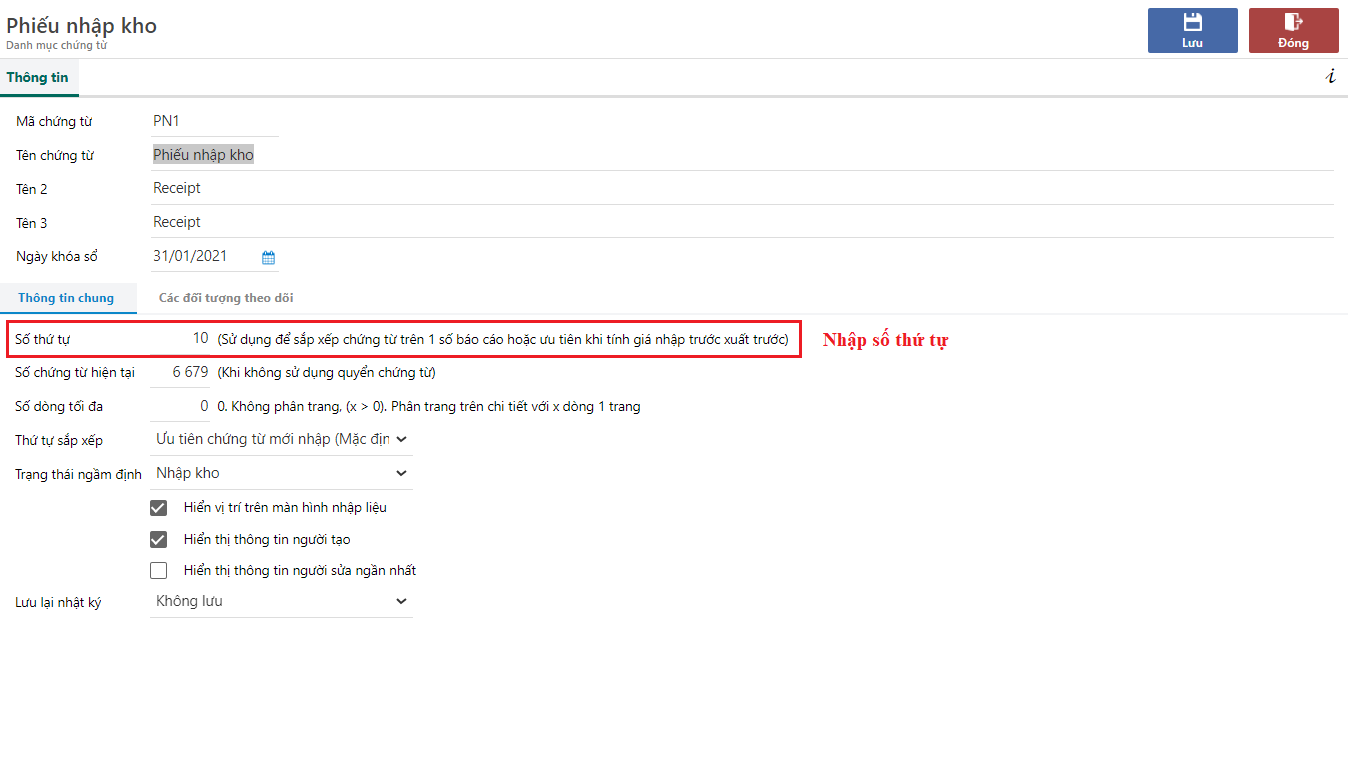 Phiếu nhập kho
Danh mục chứng từ
Lưu
Đóng
Thông tin
i
Mã chứng từ PN1
Tên chứng từ Phiếu nhập kho
Tên 2 Receipt
Tên 3 Receipt
Ngày khóa sổ 31/01/2021
Thông tin chung Các đối tượng theo dõi
Số thứ tự 10 (Sử dụng để sắp xếp chứng từ trên 1 số báo cáo hoặc ưu tiên khi tính giá nhập trước xuất trước) Nhập số thứ tự
Số chứng từ hiện tại 6 679 (Khi không sử dụng quyển chứng từ)
Số dòng tối đa 0 0. Không phân trang, (x > 0). Phân trang trên chi tiết với x dòng 1 trang
Thứ tự sắp xếp Ưu tiên chứng từ mới nhập (Mặc địn
Trạng thái ngầm định Nhập kho
Hiển vị trí trên màn hình nhập liệu
Hiển thị thông tin người tạo
Hiển thị thông tin người sửa ngần nhất
Lưu lại nhật ký Không lưu